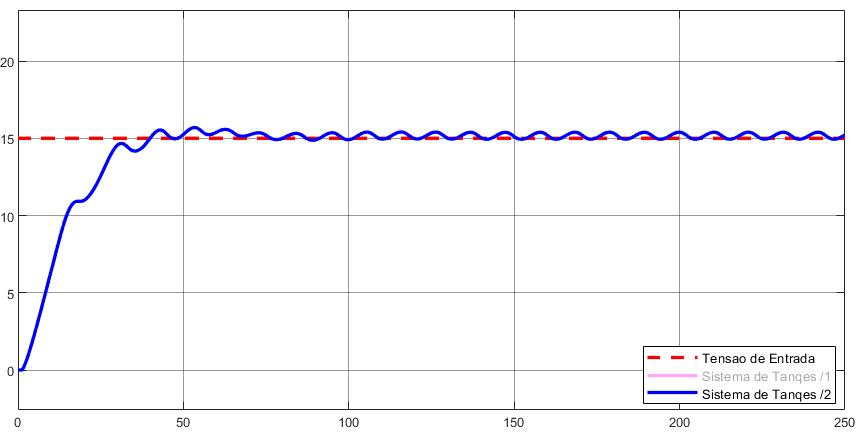 20
15
10
5
0
0 50 100 150 200 250
Tensao de Entrada
Sistema de Tanqes /1
Sistema de Tanqes /2